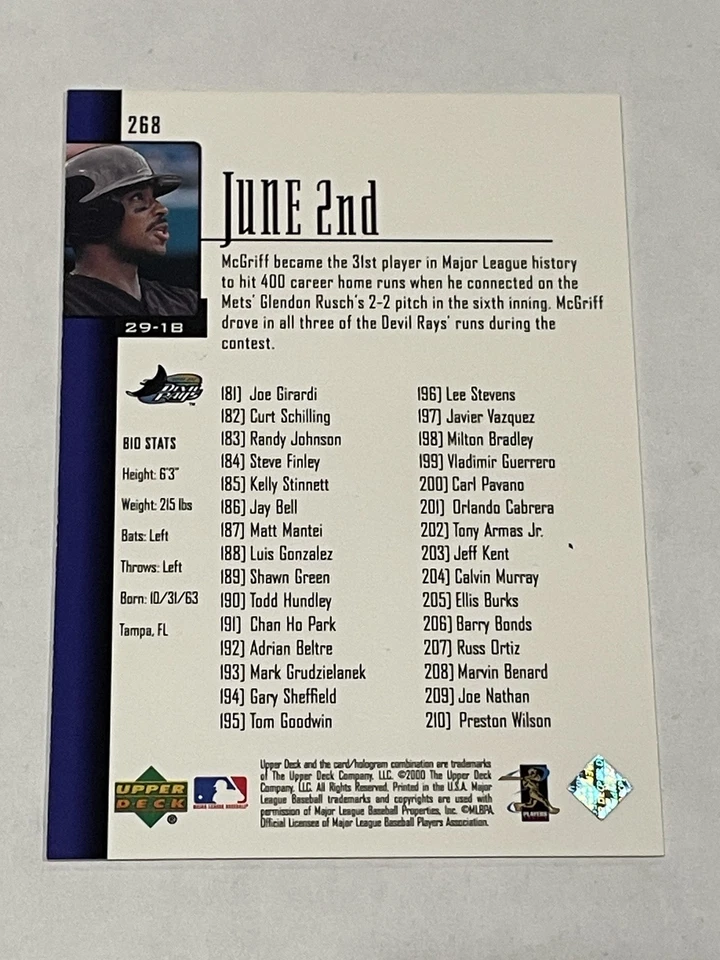 268
JUNE 2nd
McGriff became the 31st player in Major League history
to hit 400 career home runs when he connected on the
Mets' Glendon Rusch's 2-2 pitch in the sixth inning. McGriff
drove in all three of the Devil Rays' runs during the
contest.
29-1B
DEVIL
RAYS
TM
BIO STATS
Height: 6'3"
Weight: 215 lbs
Bats: Left
Throws: Left
Born: 10/31/63
Tampa, FL
181] Joe Girardi
182] Curt Schilling
183] Randy Johnson
184] Steve Finley
185] Kelly Stinnett
186] Jay Bell
187] Matt Mantei
188] Luis Gonzalez
189] Shawn Green
190] Todd Hundley
191] Chan Ho Park
192] Adrian Beltre
193] Mark Grudzielanek
194] Gary Sheffield
195] Tom Goodwin
196] Lee Stevens
197] Javier Vazquez
198] Milton Bradley
199] Vladimir Guerrero
200] Carl Pavano
201] Orlando Cabrera
202] Tony Armas Jr.
203] Jeff Kent
204] Calvin Murray
205] Ellis Burks
206] Barry Bonds
207] Russ Ortiz
208] Marvin Benard
209] Joe Nathan
210] Preston Wilson
UPPER
DECK
®
MAJOR LEAGUE BASEBALL
Upper Deck and the card/hologram combination are trademarks
of The Upper Deck Company, LLC. ©2000 The Upper Deck
Company, LLC. All Rights Reserved. Printed in the U.S.A. Major
League Baseball trademarks and copyrights are used with
permission of Major League Baseball Properties, Inc. ©MLBPA
Official Licensee of Major League Baseball Players Association.
PLAYERS